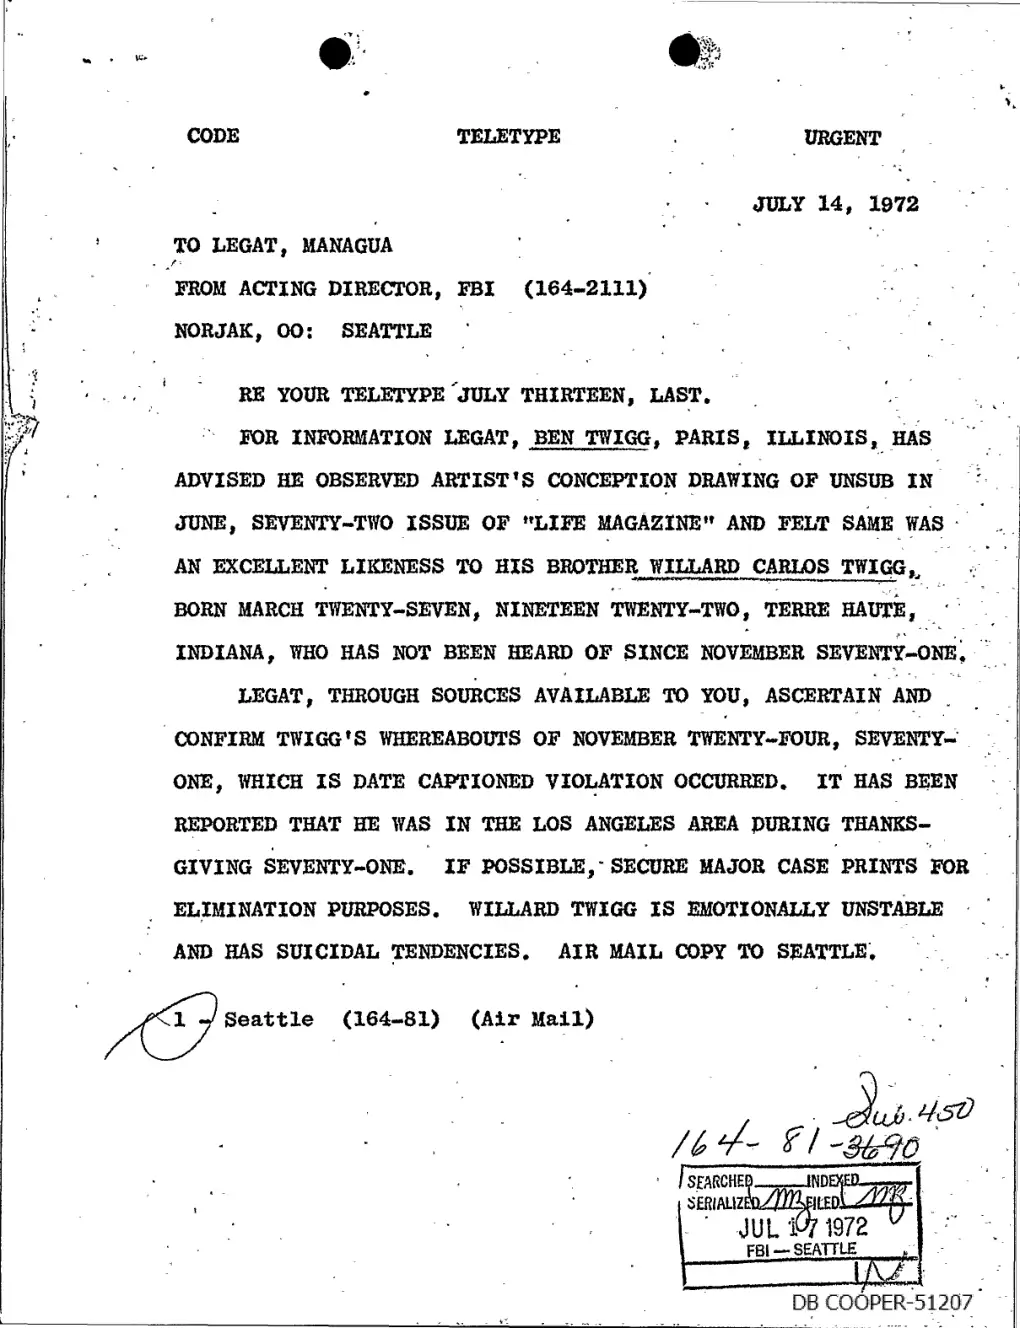 CODE TELETYPE URGENT
JULY 14, 1972
TO LEGAT, MANAGUA
FROM ACTING DIRECTOR, FBI (164-2111)
NORJAK, OO: SEATTLE
RE YOUR TELETYPE JULY THIRTEEN, LAST.
FOR INFORMATION LEGAT, BEN TWIGG, PARIS, ILLINOIS, HAS
ADVISED HE OBSERVED ARTIST'S CONCEPTION DRAWING OF UNSUB IN
JUNE, SEVENTY-TWO ISSUE OF "LIFE MAGAZINE" AND FELT SAME WAS
AN EXCELLENT LIKENESS TO HIS BROTHER WILLARD CARLOS TWIGG,
BORN MARCH TWENTY-SEVEN, NINETEEN TWENTY-TWO, TERRE HAUTE,
INDIANA, WHO HAS NOT BEEN HEARD OF SINCE NOVEMBER SEVENTY-ONE.
LEGAT, THROUGH SOURCES AVAILABLE TO YOU, ASCERTAIN AND
CONFIRM TWIGG'S WHEREABOUTS OF NOVEMBER TWENTY-FOUR, SEVENTY-
ONE, WHICH IS DATE CAPTIONED VIOLATION OCCURRED. IT HAS BEEN
REPORTED THAT HE WAS IN THE LOS ANGELES AREA DURING THANKS-
GIVING SEVENTY-ONE. IF POSSIBLE, SECURE MAJOR CASE PRINTS FOR
ELIMINATION PURPOSES. WILLARD TWIGG IS EMOTIONALLY UNSTABLE
AND HAS SUICIDAL TENDENCIES. AIR MAIL COPY TO SEATTLE.
1 - Seattle (164-81) (Air Mail)
Sub. 450
164-81-3690
SEARCHED INDEXED
SERIALIZED FILED
JUL 17 1972
FBI — SEATTLE
DB COOPER-51207